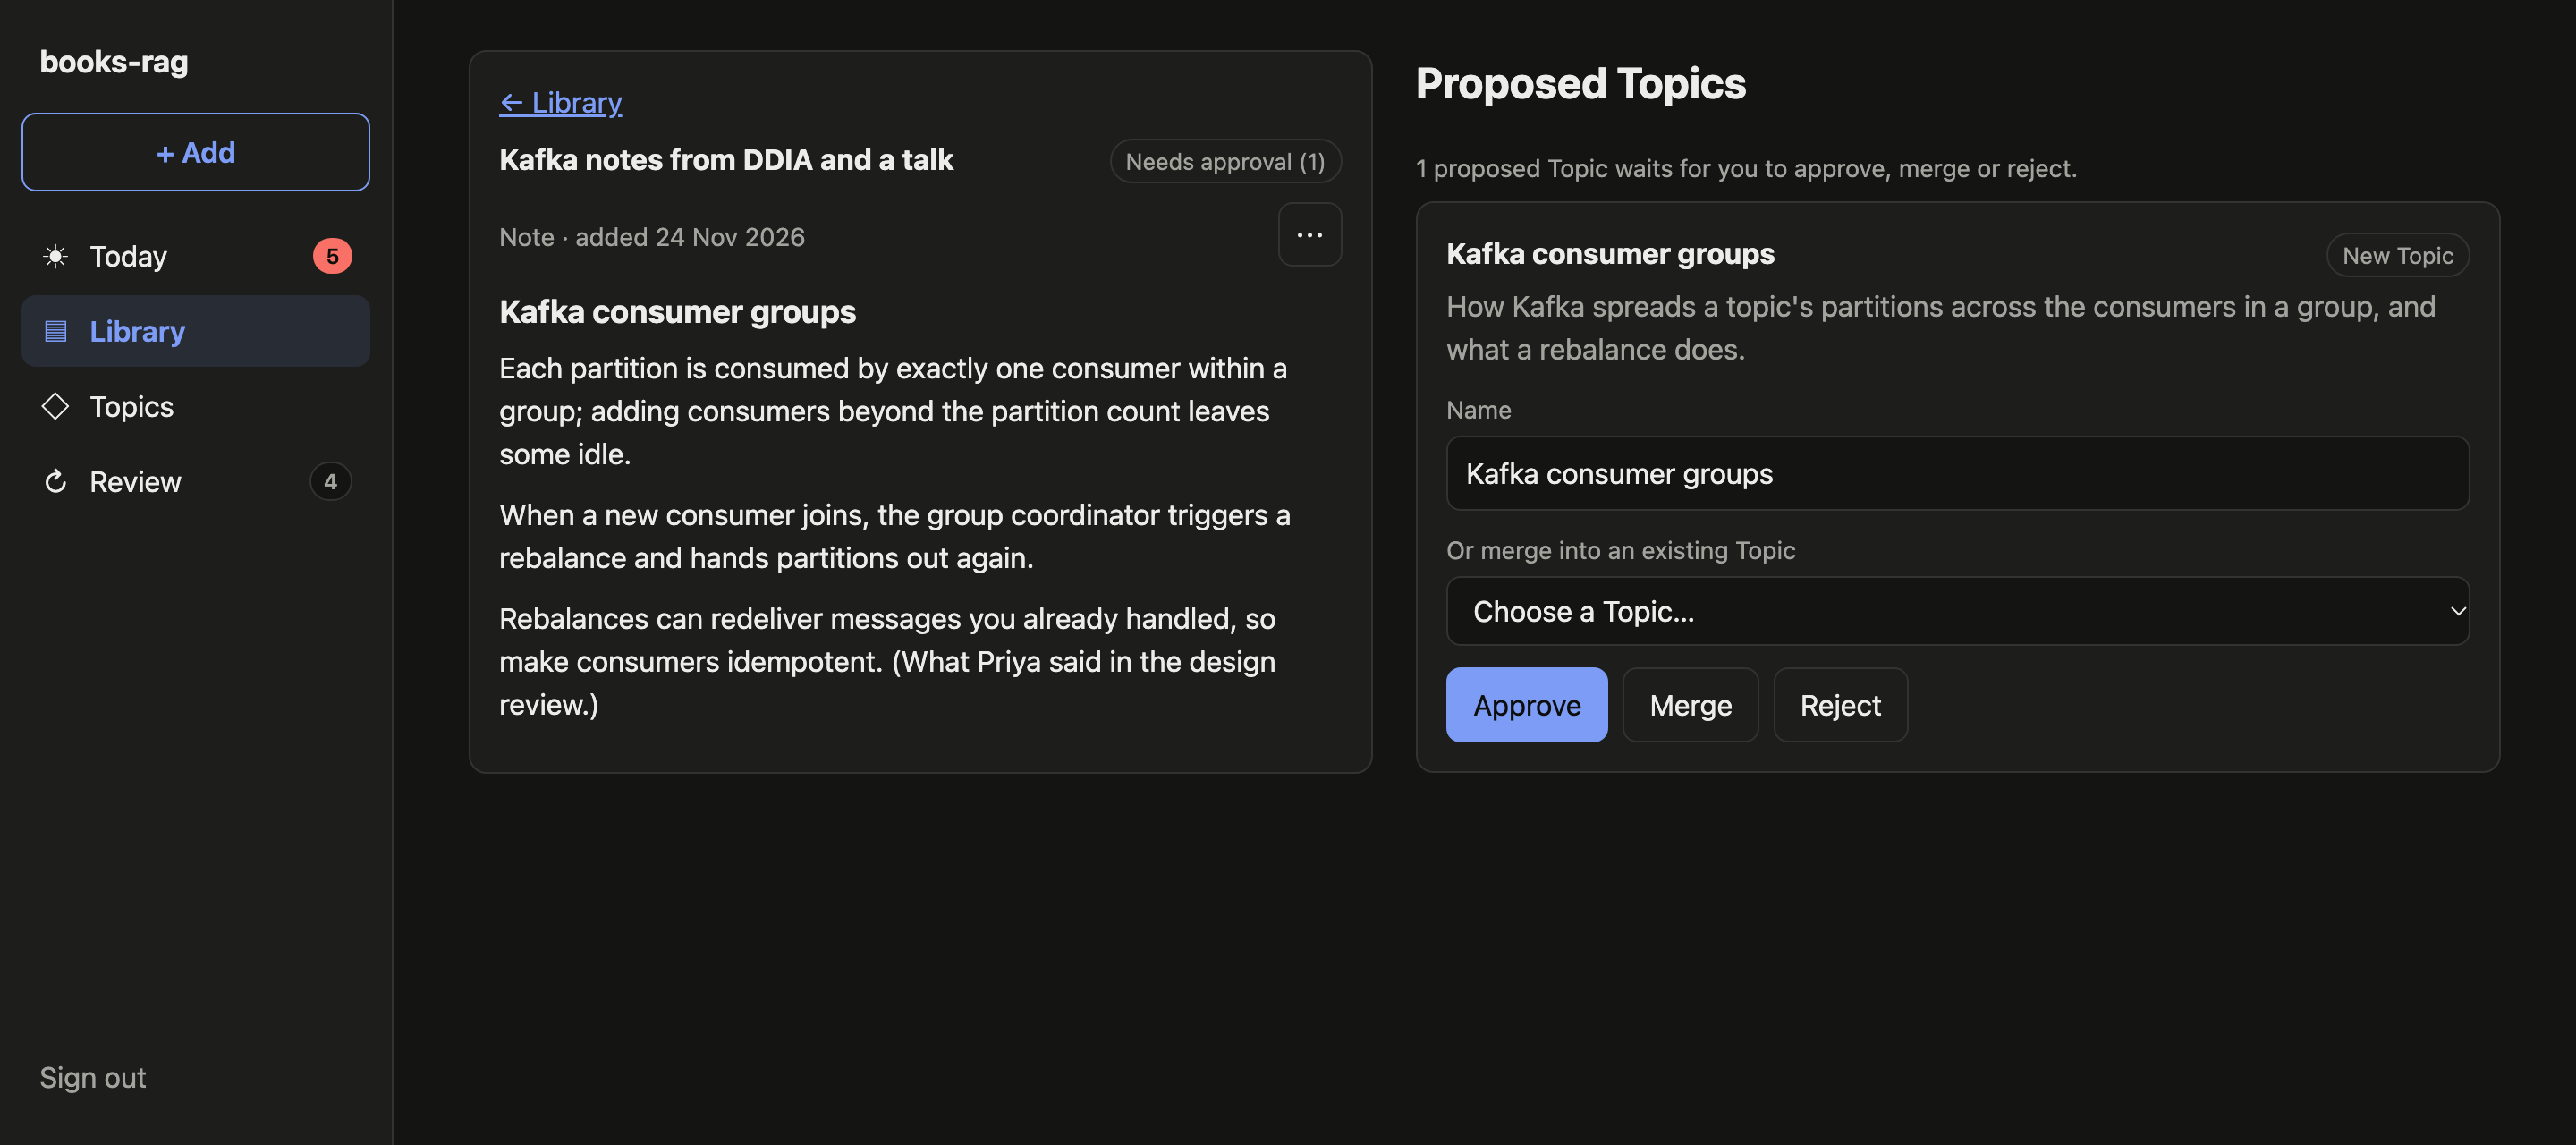 books-rag
+ Add
Today
5
Library
Topics
Review
4
Sign out
← Library
Kafka notes from DDIA and a talk
Needs approval (1)
Note · added 24 Nov 2026
...
Kafka consumer groups
Each partition is consumed by exactly one consumer within a
group; adding consumers beyond the partition count leaves
some idle.
When a new consumer joins, the group coordinator triggers a
rebalance and hands partitions out again.
Rebalances can redeliver messages you already handled, so
make consumers idempotent. (What Priya said in the design
review.)
Proposed Topics
1 proposed Topic waits for you to approve, merge or reject.
Kafka consumer groups
New Topic
How Kafka spreads a topic's partitions across the consumers in a group, and
what a rebalance does.
Name
Kafka consumer groups
Or merge into an existing Topic
Choose a Topic...
Approve
Merge
Reject